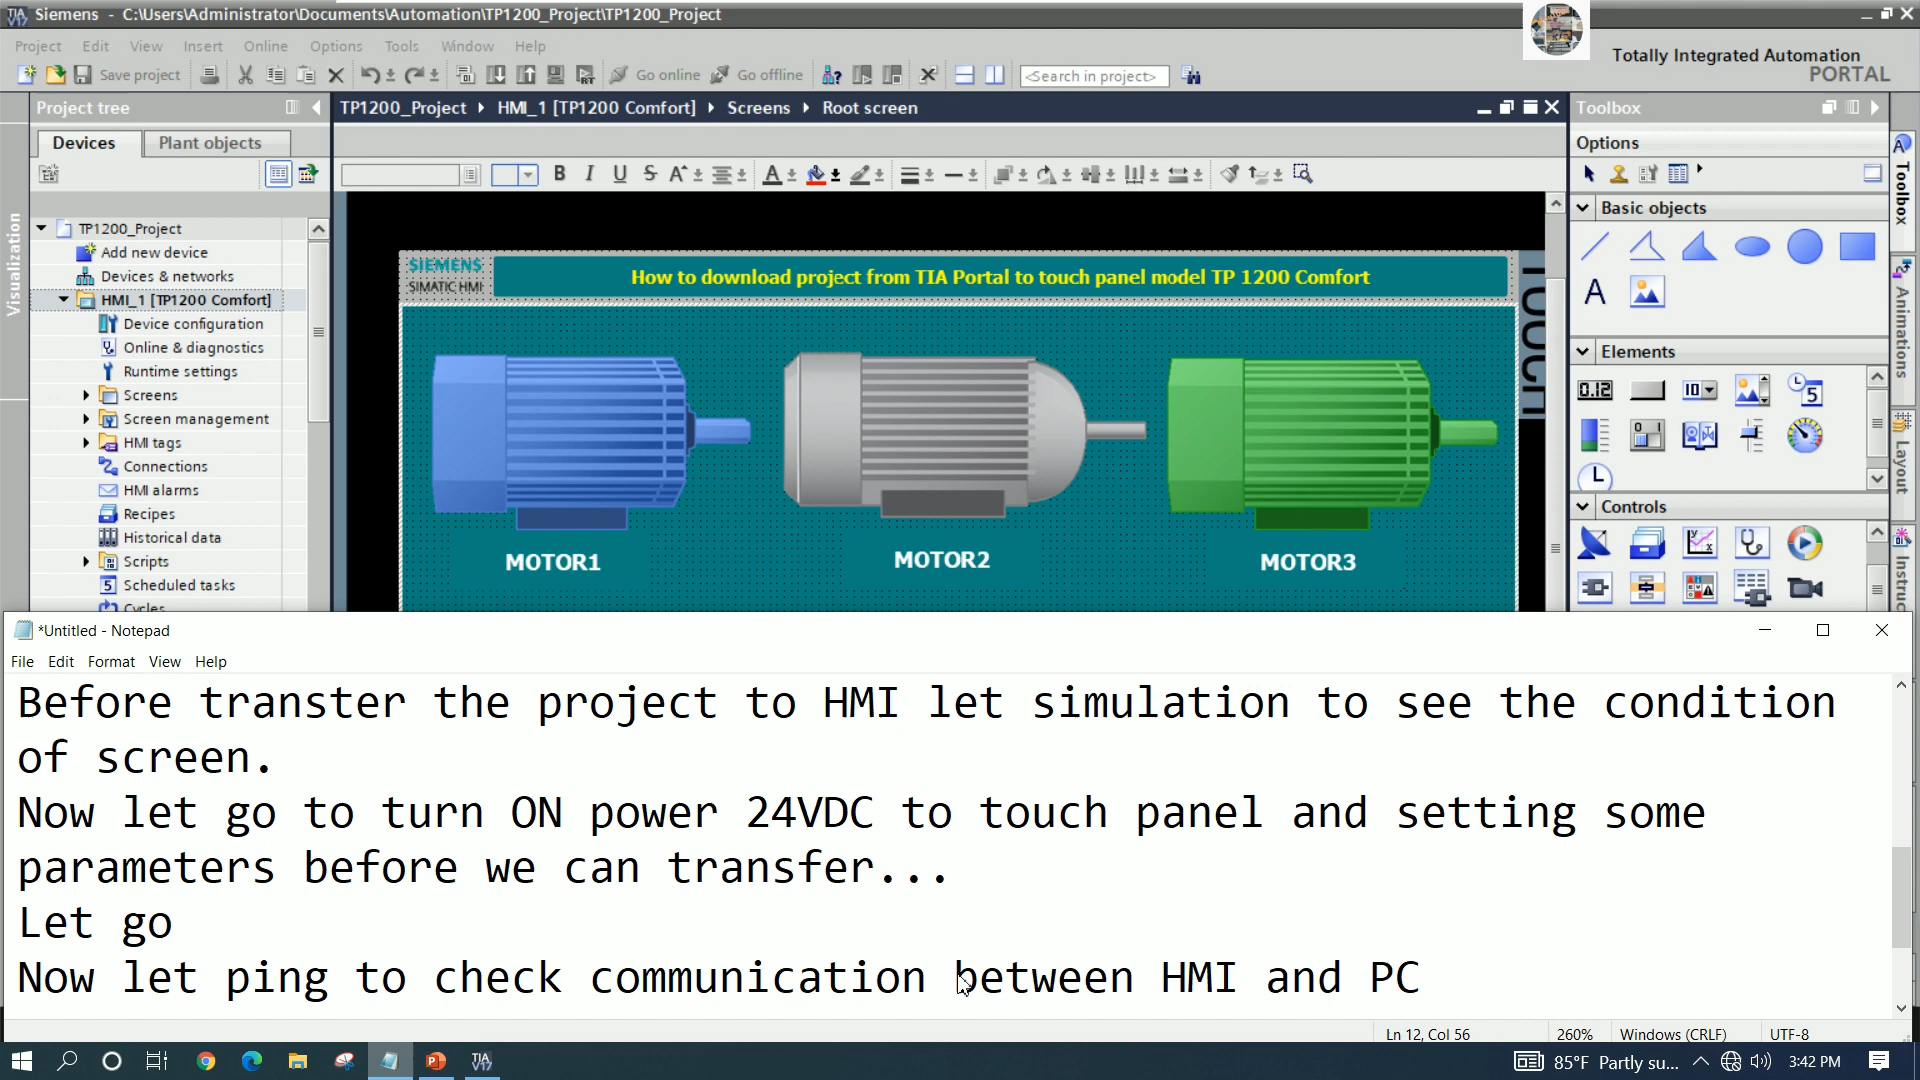 Siemens - C:\Users\Administrator\Documents\Automation\TP1200_Project\TP1200_Project
Project Edit View Insert Online Options Tools Window Help
Totally Integrated Automation
PORTAL
Save project
Go online
Go offline
<Search in project>
Project tree
TP1200_Project
HMI_1 [TP1200 Comfort]
Screens
Root screen
Toolbox
Devices
Plant objects
Options
Basic objects
TP1200_Project
Add new device
Devices & networks
HMI_1 [TP1200 Comfort]
Device configuration
Online & diagnostics
Runtime settings
Screens
Screen management
HMI tags
Connections
HMI alarms
Recipes
Historical data
Scripts
Scheduled tasks
Cycles
Visualization
SIEMENS
SIMATIC HMI
How to download project from TIA Portal to touch panel model TP 1200 Comfort
TOUCH
MOTOR1
MOTOR2
MOTOR3
Elements
Controls
Toolbox
Animations
Layout
*Untitled - Notepad
File Edit Format View Help
Before transter the project to HMI let simulation to see the condition
of screen.
Now let go to turn ON power 24VDC to touch panel and setting some
parameters before we can transfer...
Let go
Now let ping to check communication between HMI and PC
Ln 12, Col 56
260%
Windows (CRLF)
UTF-8
85°F Partly su...
3:42 PM